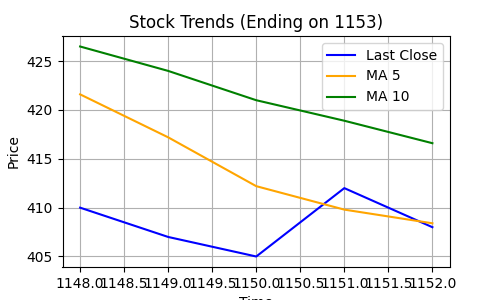 Stock Trends (Ending on 1153)
Last Close
MA 5
MA 10
Price
425
420
415
410
405
1148.0 1148.5 1149.0 1149.5 1150.0 1150.5 1151.0 1151.5 1152.0
Time